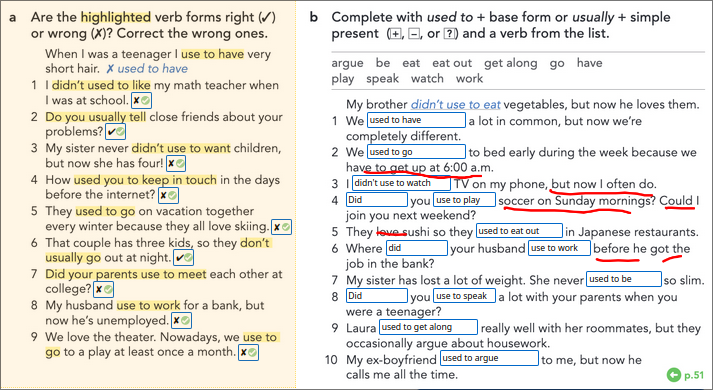 a Are the highlighted verb forms right (✓)
or wrong (✗)? Correct the wrong ones.
When I was a teenager I use to have very
short hair. ✗ used to have
1 I didn't used to like my math teacher when
I was at school. ✗
2 Do you usually tell close friends about your
problems? ✓
3 My sister never didn't use to want children,
but now she has four! ✗
4 How used you to keep in touch in the days
before the internet? ✗
5 They used to go on vacation together
every winter because they all love skiing. ✗
6 That couple has three kids, so they don't
usually go out at night. ✓
7 Did your parents use to meet each other at
college? ✗
8 My husband use to work for a bank, but
now he's unemployed. ✗
9 We love the theater. Nowadays, we use to
go to a play at least once a month. ✗
b Complete with used to + base form or usually + simple
present (+, −, or ?) and a verb from the list.
argue be eat eat out get along go have
play speak watch work
My brother didn't use to eat vegetables, but now he loves them.
1 We used to have a lot in common, but now we're
completely different.
2 We used to go to bed early during the week because we
have to get up at 6:00 a.m.
3 I didn't use to watch TV on my phone, but now I often do.
4 Did you use to play soccer on Sunday mornings? Could I
join you next weekend?
5 They love sushi so they used to eat out in Japanese restaurants.
6 Where did your husband use to work before he got the
job in the bank?
7 My sister has lost a lot of weight. She never used to be so slim.
8 Did you use to speak a lot with your parents when you
were a teenager?
9 Laura used to get along really well with her roommates, but they
occasionally argue about housework.
10 My ex-boyfriend used to argue to me, but now he
calls me all the time.
p.51